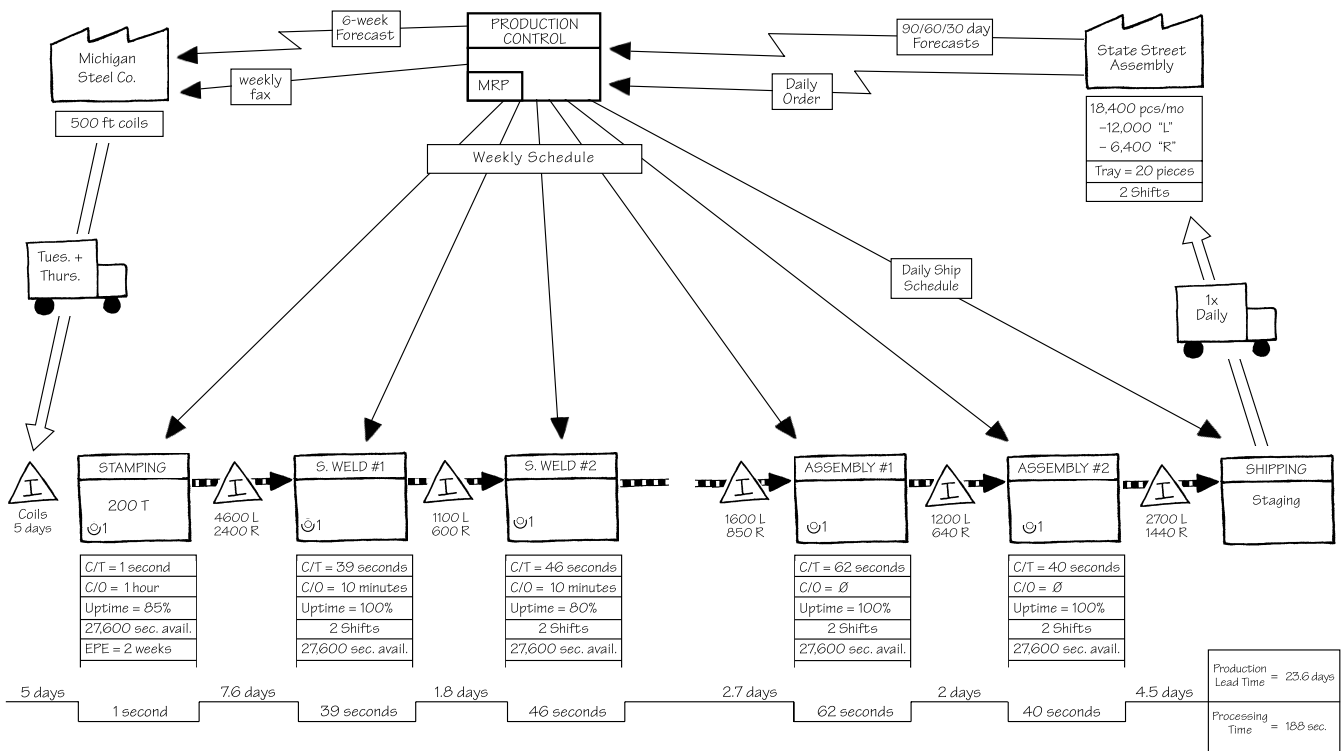 Michigan
Steel Co.
500 ft coils
6-week
Forecast
weekly
fax
PRODUCTION
CONTROL
MRP
90/60/30 day
Forecasts
Daily
Order
State Street
Assembly
18,400 pcs/mo
–12,000 "L"
– 6,400 "R"
Tray = 20 pieces
2 Shifts
Weekly Schedule
Tues. +
Thurs.
Daily Ship
Schedule
1x
Daily
I
Coils
5 days
STAMPING
200 T
1
I
4600 L
2400 R
S. WELD #1
1
I
1100 L
600 R
S. WELD #2
1
I
1600 L
850 R
ASSEMBLY #1
1
I
1200 L
640 R
ASSEMBLY #2
1
I
2700 L
1440 R
SHIPPING
Staging
C/T = 1 second
C/O = 1 hour
Uptime = 85%
27,600 sec. avail.
EPE = 2 weeks
C/T = 39 seconds
C/O = 10 minutes
Uptime = 100%
2 Shifts
27,600 sec. avail.
C/T = 46 seconds
C/O = 10 minutes
Uptime = 80%
2 Shifts
27,600 sec. avail.
C/T = 62 seconds
C/O = Ø
Uptime = 100%
2 Shifts
27,600 sec. avail.
C/T = 40 seconds
C/O = Ø
Uptime = 100%
2 Shifts
27,600 sec. avail.
5 days
1 second
7.6 days
39 seconds
1.8 days
46 seconds
2.7 days
62 seconds
2 days
40 seconds
4.5 days
Production
Lead Time = 23.6 days
Processing
Time = 188 sec.